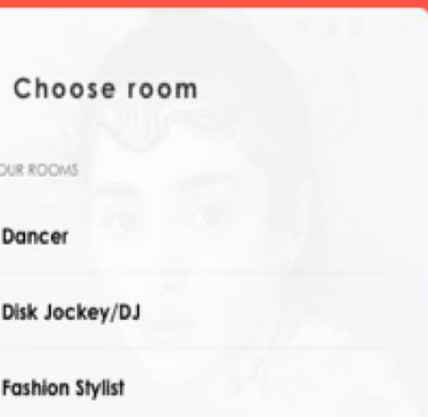 Choose room
OUR ROOMS
Dancer
Disk Jockey/DJ
Fashion Stylist